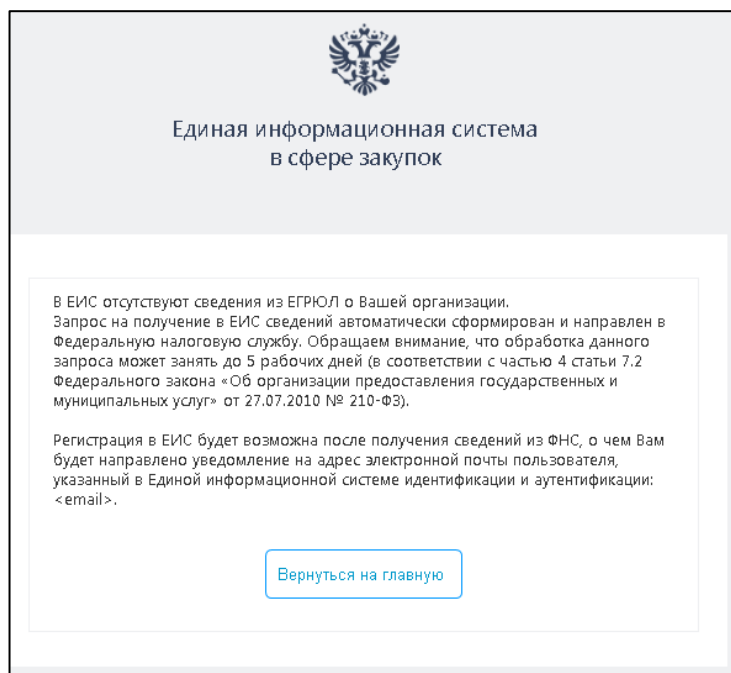 Единая информационная система
в сфере закупок
В ЕИС отсутствуют сведения из ЕГРЮЛ о Вашей организации.
Запрос на получение в ЕИС сведений автоматически сформирован и направлен в
Федеральную налоговую службу. Обращаем внимание, что обработка данного
запроса может занять до 5 рабочих дней (в соответствии с частью 4 статьи 7.2
Федерального закона «Об организации предоставления государственных и
муниципальных услуг» от 27.07.2010 № 210-ФЗ).
Регистрация в ЕИС будет возможна после получения сведений из ФНС, о чем Вам
будет направлено уведомление на адрес электронной почты пользователя,
указанный в Единой информационной системе идентификации и аутентификации:
<email>.
Вернуться на главную